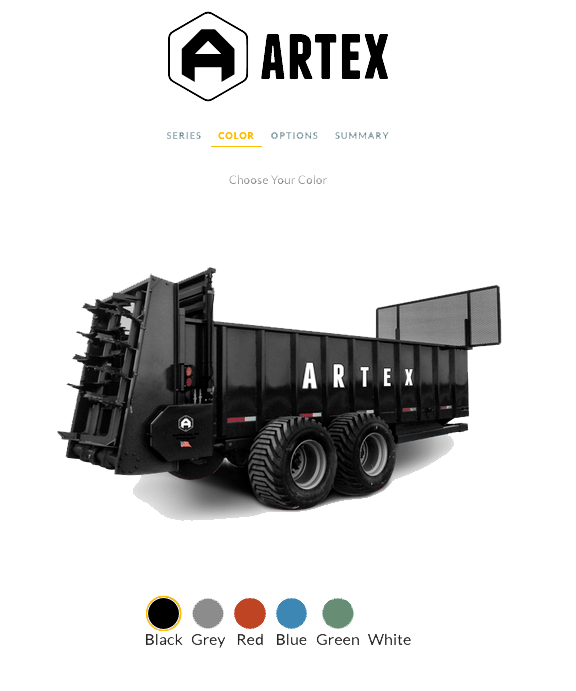 ARTEX
SERIES COLOR OPTIONS SUMMARY
Choose Your Color
ARTEX
Black Grey Red Blue Green White